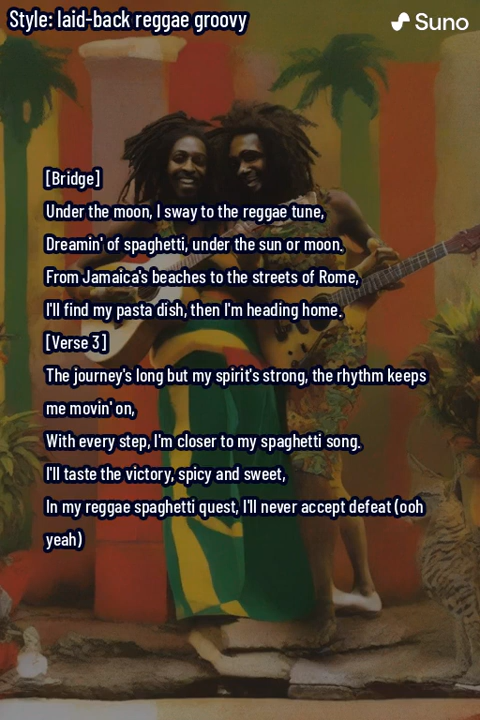 Style: laid-back reggae groovy
Suno
[Bridge]
Under the moon, I sway to the reggae tune,
Dreamin' of spaghetti, under the sun or moon.
From Jamaica's beaches to the streets of Rome,
I'll find my pasta dish, then I'm heading home.
[Verse 3]
The journey's long but my spirit's strong, the rhythm keeps
me movin' on,
With every step, I'm closer to my spaghetti song.
I'll taste the victory, spicy and sweet,
In my reggae spaghetti quest, I'll never accept defeat (ooh
yeah)